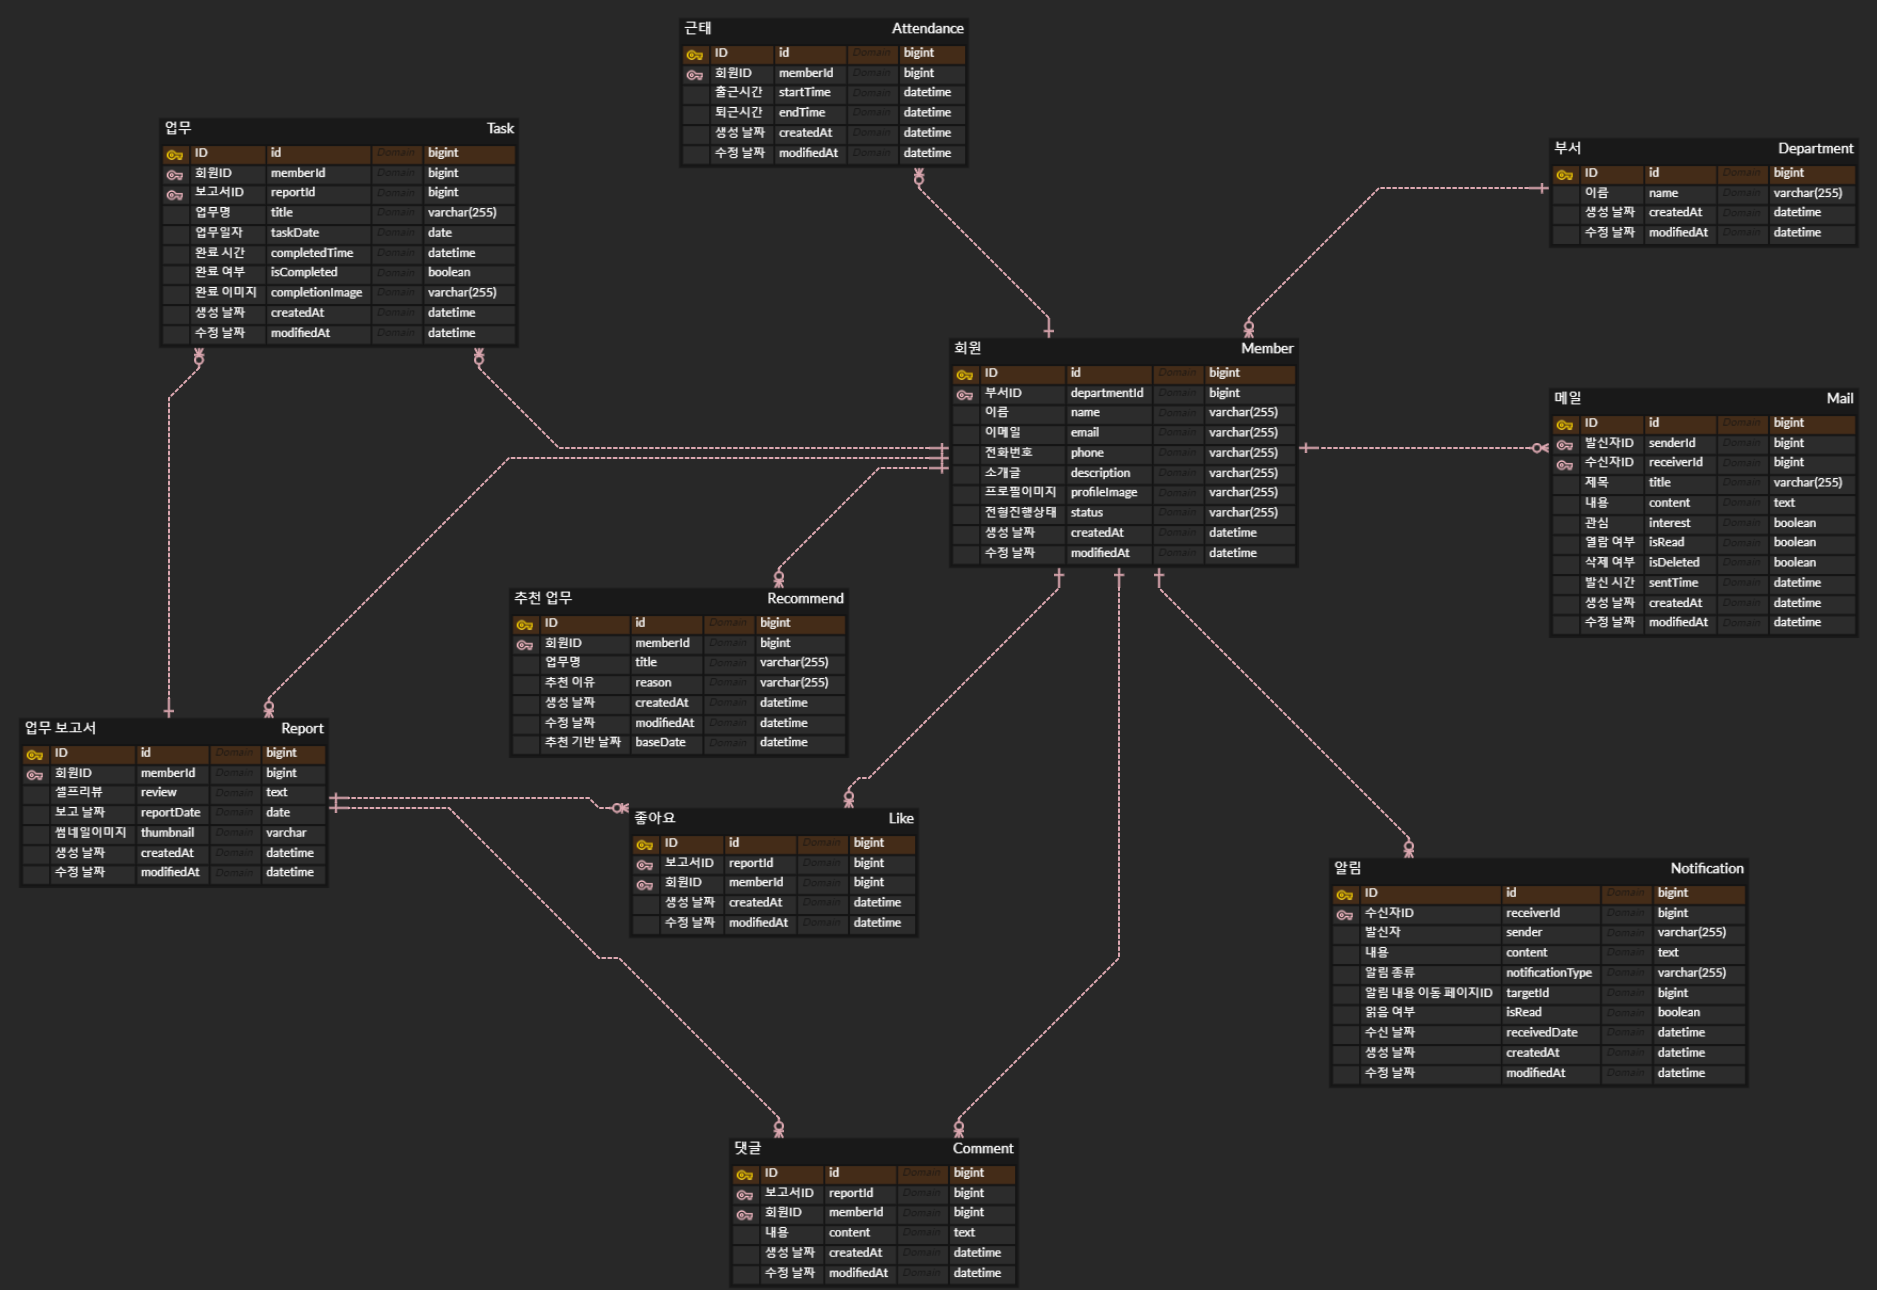 근태 Attendance
ID id Domain bigint
회원ID memberId Domain bigint
출근시간 startTime Domain datetime
퇴근시간 endTime Domain datetime
생성 날짜 createdAt Domain datetime
수정 날짜 modifiedAt Domain datetime
업무 Task
ID id Domain bigint
회원ID memberId Domain bigint
보고서ID reportId Domain bigint
업무명 title Domain varchar(255)
업무일자 taskDate Domain date
완료 시간 completedTime Domain datetime
완료 여부 isCompleted Domain boolean
완료 이미지 completionImage Domain varchar(255)
생성 날짜 createdAt Domain datetime
수정 날짜 modifiedAt Domain datetime
부서 Department
ID id Domain bigint
이름 name Domain varchar(255)
생성 날짜 createdAt Domain datetime
수정 날짜 modifiedAt Domain datetime
회원 Member
ID id Domain bigint
부서ID departmentId Domain bigint
이름 name Domain varchar(255)
이메일 email Domain varchar(255)
전화번호 phone Domain varchar(255)
소개글 description Domain varchar(255)
프로필이미지 profileImage Domain varchar(255)
전형진행상태 status Domain varchar(255)
생성 날짜 createdAt Domain datetime
수정 날짜 modifiedAt Domain datetime
메일 Mail
ID id Domain bigint
발신자ID senderId Domain bigint
수신자ID receiverId Domain bigint
제목 title Domain varchar(255)
내용 content Domain text
관심 interest Domain boolean
열람 여부 isRead Domain boolean
삭제 여부 isDeleted Domain boolean
발신 시간 sentTime Domain datetime
생성 날짜 createdAt Domain datetime
수정 날짜 modifiedAt Domain datetime
추천 업무 Recommend
ID id Domain bigint
회원ID memberId Domain bigint
업무명 title Domain varchar(255)
추천 이유 reason Domain varchar(255)
생성 날짜 createdAt Domain datetime
수정 날짜 modifiedAt Domain datetime
추천 기반 날짜 baseDate Domain datetime
업무 보고서 Report
ID id Domain bigint
회원ID memberId Domain bigint
셀프리뷰 review Domain text
보고 날짜 reportDate Domain date
썸네일이미지 thumbnail Domain varchar
생성 날짜 createdAt Domain datetime
수정 날짜 modifiedAt Domain datetime
좋아요 Like
ID id Domain bigint
보고서ID reportId Domain bigint
회원ID memberId Domain bigint
생성 날짜 createdAt Domain datetime
수정 날짜 modifiedAt Domain datetime
알림 Notification
ID id Domain bigint
수신자ID receiverId Domain bigint
발신자 sender Domain varchar(255)
내용 content Domain text
알림 종류 notificationType Domain varchar(255)
알림 내용 이동 페이지ID targetId Domain bigint
읽음 여부 isRead Domain boolean
수신 날짜 receivedDate Domain datetime
생성 날짜 createdAt Domain datetime
수정 날짜 modifiedAt Domain datetime
댓글 Comment
ID id Domain bigint
보고서ID reportId Domain bigint
회원ID memberId Domain bigint
내용 content Domain text
생성 날짜 createdAt Domain datetime
수정 날짜 modifiedAt Domain datetime